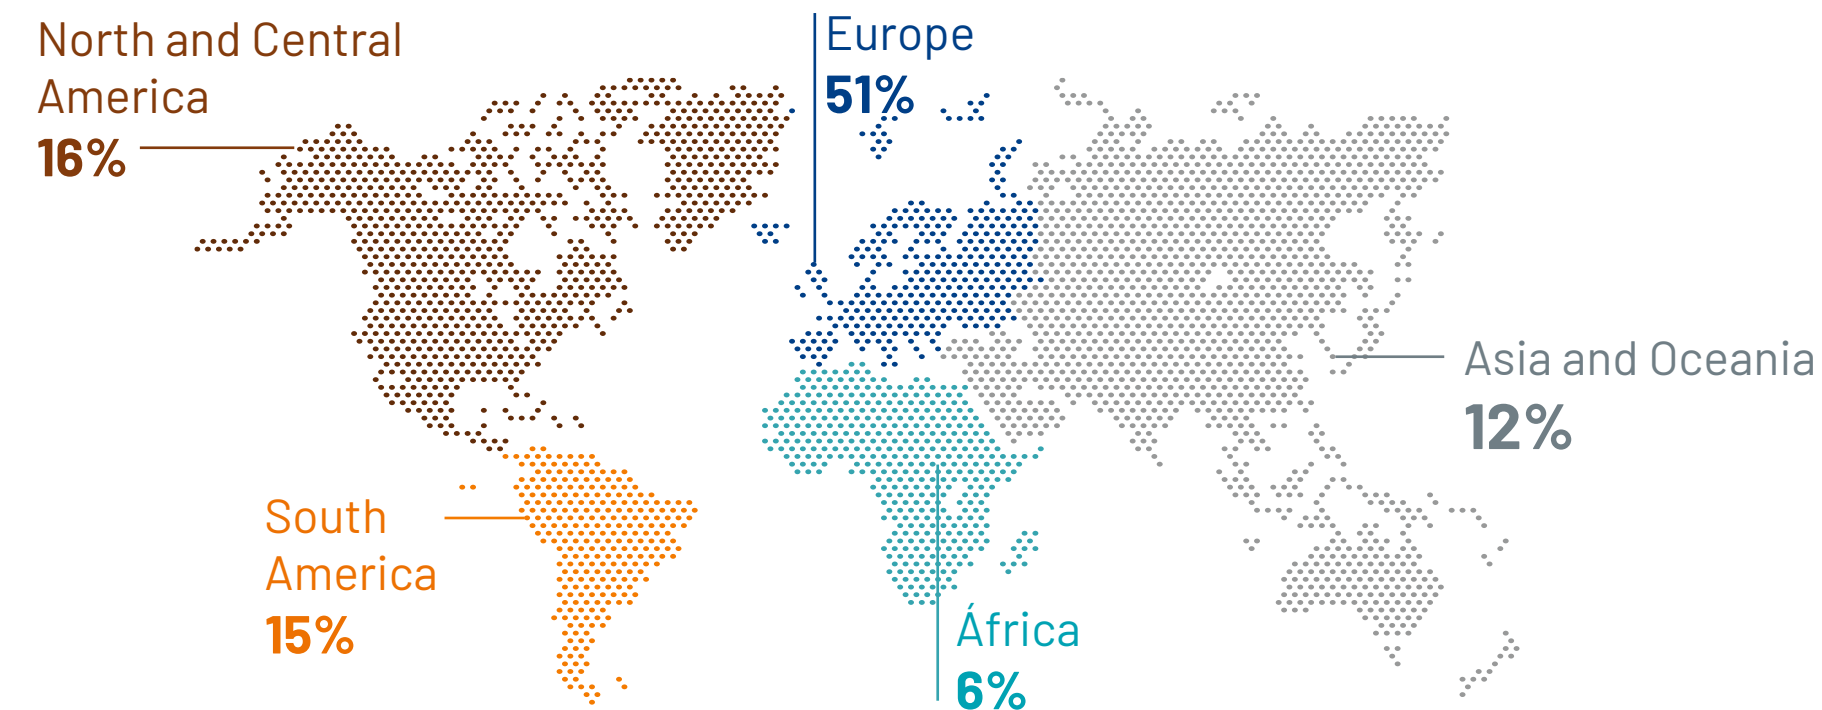 North and Central
America
16%
Europe
51%
Asia and Oceania
12%
South
America
15%
África
6%